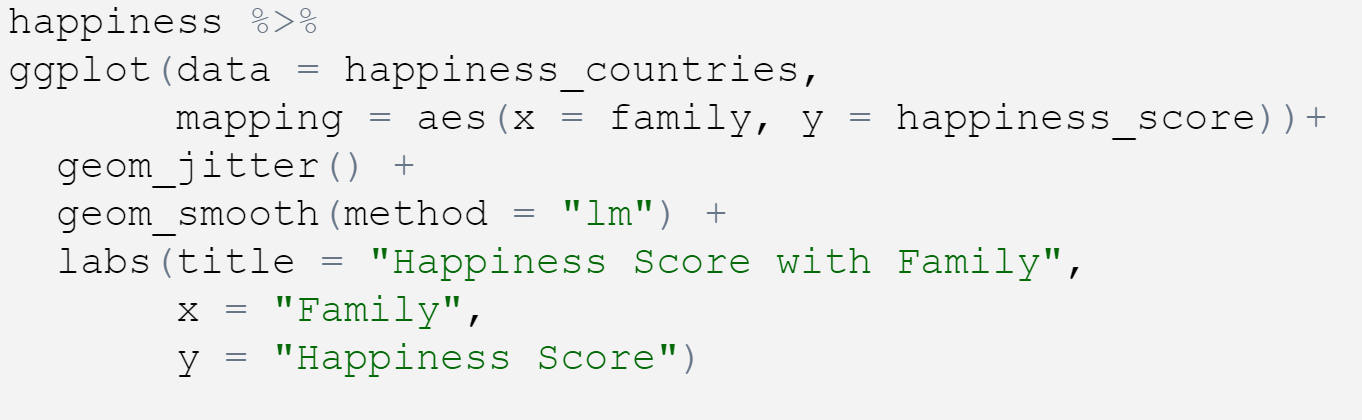 happiness %>%
ggplot(data = happiness_countries,
       mapping = aes(x = family, y = happiness_score))+
  geom_jitter() +
  geom_smooth(method = "lm") +
  labs(title = "Happiness Score with Family",
       x = "Family",
       y = "Happiness Score")